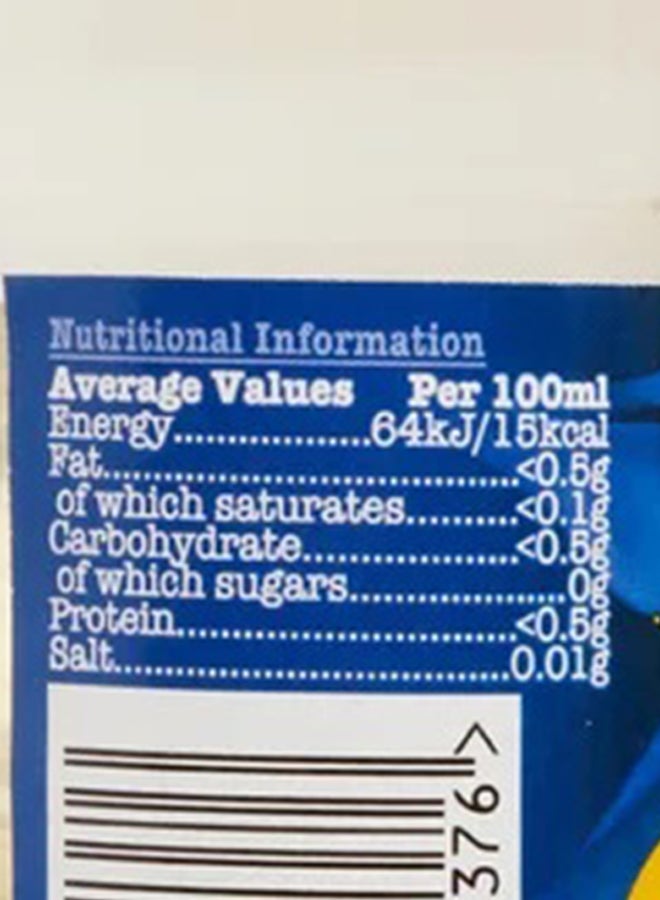 Nutritional Information
Average Values Per 100ml
Energy..................64kJ/15kcal
Fat......................................<0.5g
of which saturates..........<0.1g
Carbohydrate....................<0.5g
of which sugars....................0g
Protein...............................<0.5g
Salt....................................0.01g
376 >